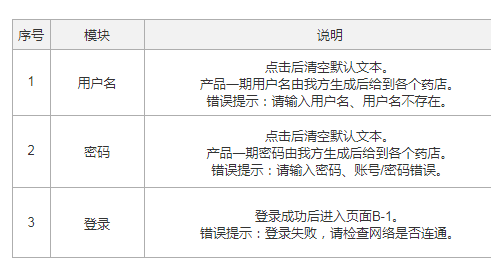 序号 模块 说明
1 用户名 点击后清空默认文本。
产品一期用户名由我方生成后给到各个药店。
错误提示：请输入用户名、用户名不存在。
2 密码 点击后清空默认文本。
产品一期密码由我方生成后给到各个药店。
错误提示：请输入密码、账号/密码错误。
3 登录 登录成功后进入页面B-1。
错误提示：登录失败，请检查网络是否连通。